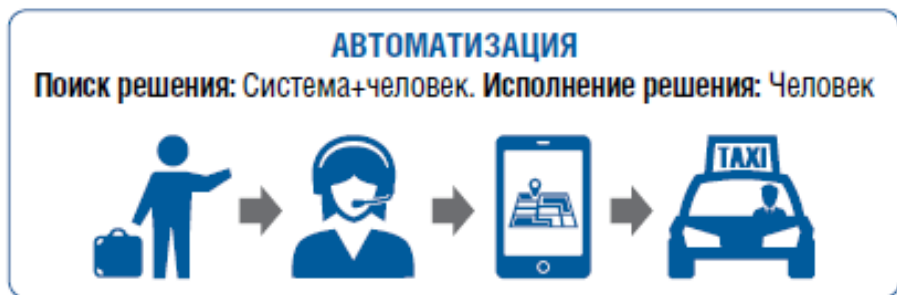 АВТОМАТИЗАЦИЯ
Поиск решения: Система+человек. Исполнение решения: Человек
TAXI